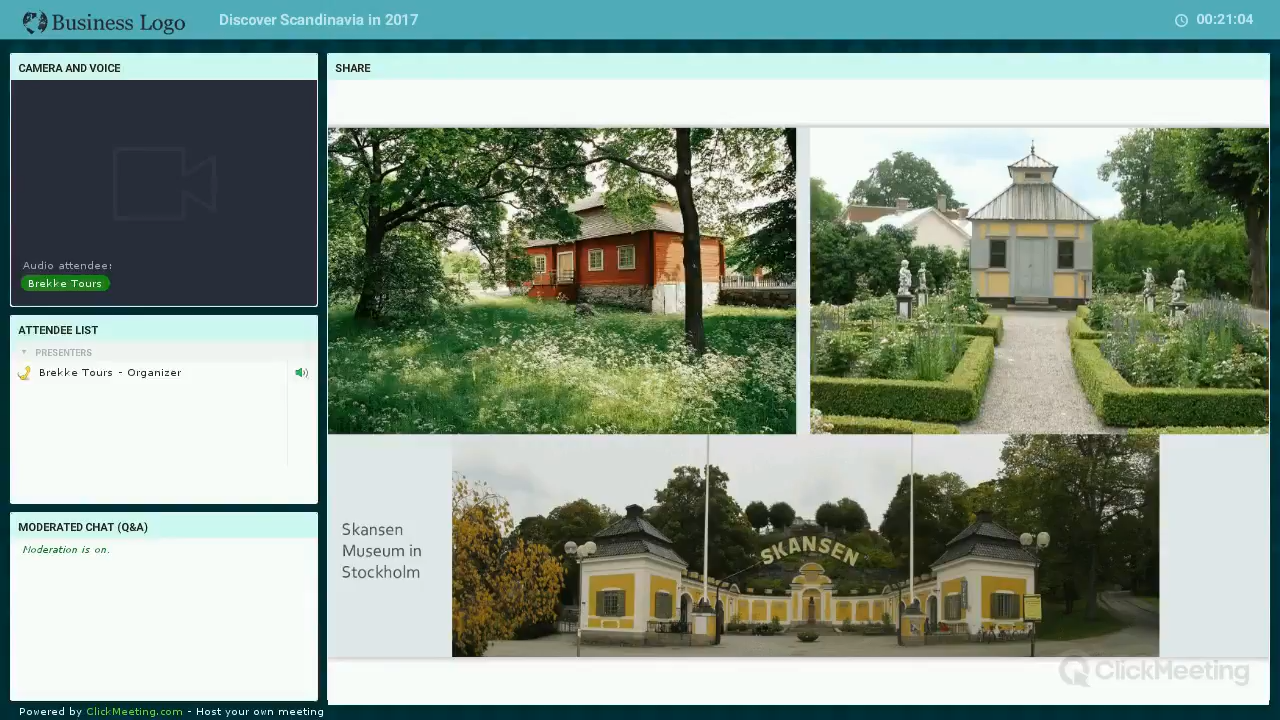 Business Logo
Discover Scandinavia in 2017
00:21:04
CAMERA AND VOICE
Audio attendee:
Brekke Tours
ATTENDEE LIST
PRESENTERS
Brekke Tours - Organizer
MODERATED CHAT (Q&A)
Moderation is on.
SHARE
Skansen
Museum in
Stockholm
SKANSEN
ClickMeeting
Powered by ClickMeeting.com - Host your own meeting